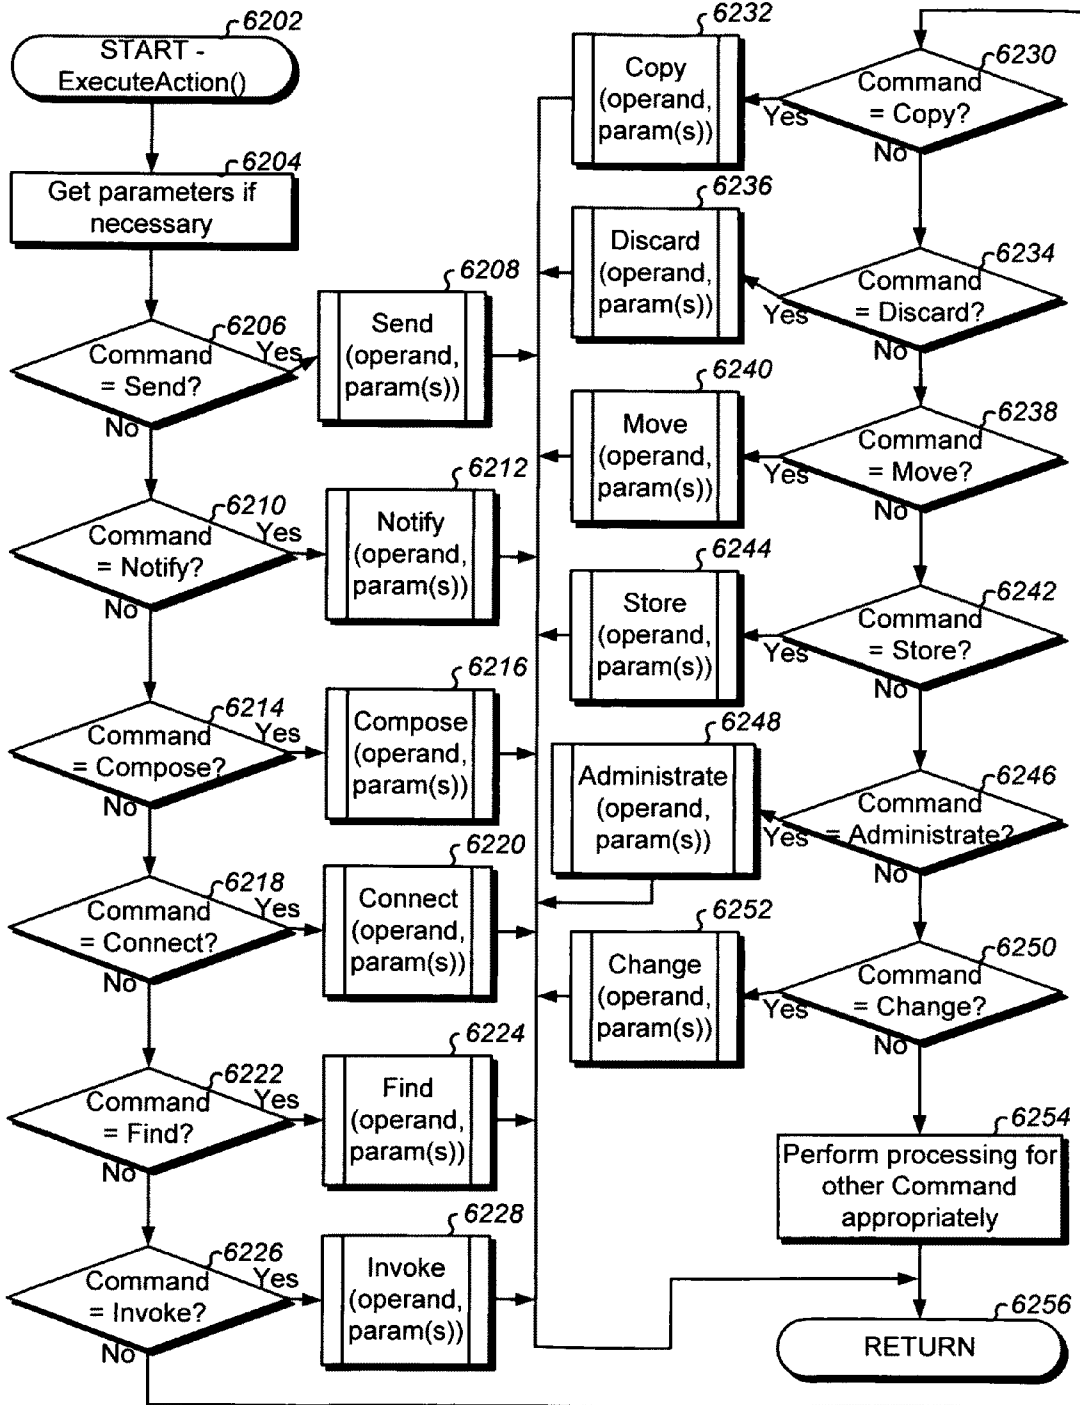 6202
START -
ExecuteAction()
6204
Get parameters if
necessary
6206
Command
= Send?
Yes
No
6208
Send
(operand,
param(s))
6210
Command
= Notify?
Yes
No
6212
Notify
(operand,
param(s))
6214
Command
= Compose?
Yes
No
6216
Compose
(operand,
param(s))
6218
Command
= Connect?
Yes
No
6220
Connect
(operand,
param(s))
6222
Command
= Find?
Yes
No
6224
Find
(operand,
param(s))
6226
Command
= Invoke?
Yes
No
6228
Invoke
(operand,
param(s))
6230
Command
= Copy?
Yes
No
6232
Copy
(operand,
param(s))
6234
Command
= Discard?
Yes
No
6236
Discard
(operand,
param(s))
6238
Command
= Move?
Yes
No
6240
Move
(operand,
param(s))
6242
Command
= Store?
Yes
No
6244
Store
(operand,
param(s))
6246
Command
= Administrate?
Yes
No
6248
Administrate
(operand,
param(s))
6250
Command
= Change?
Yes
No
6252
Change
(operand,
param(s))
6254
Perform processing for
other Command
appropriately
6256
RETURN